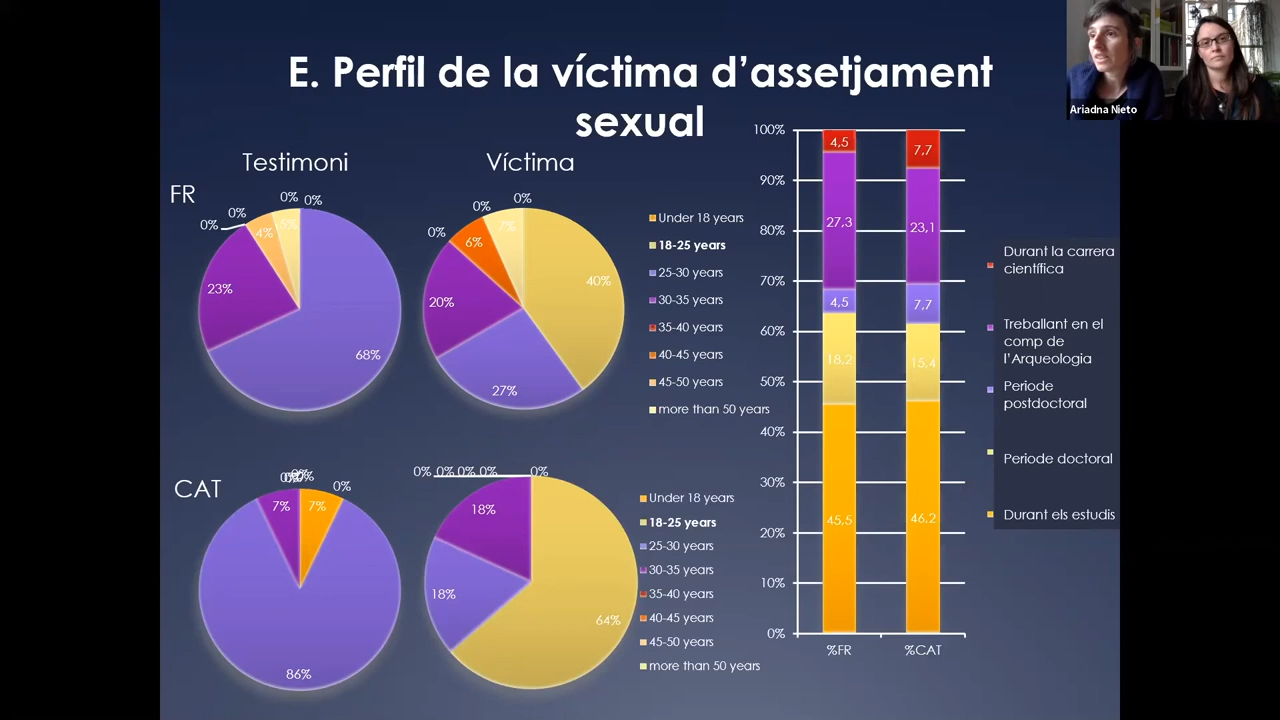 E. Perfil de la víctima d’assetjament
sexual
Ariadna Nieto
Testimoni
Víctima
FR
0%
0%
0%
0%
4%
5%
23%
68%
0%
0%
0%
6%
7%
40%
20%
27%
Under 18 years
18-25 years
25-30 years
30-35 years
35-40 years
40-45 years
45-50 years
more than 50 years
CAT
0%
7%
7%
86%
0% 0% 0% 0%
0%
18%
18%
64%
Under 18 years
18-25 years
25-30 years
30-35 years
35-40 years
40-45 years
45-50 years
more than 50 years
100%
90%
80%
70%
60%
50%
40%
30%
20%
10%
0%
4,5
27,3
4,5
18,2
45,5
7,7
23,1
7,7
15,4
46,2
%FR
%CAT
Durant la carrera
científica
Treballant en el
comp de
l’Arqueologia
Periode
postdoctoral
Periode doctoral
Durant els estudis